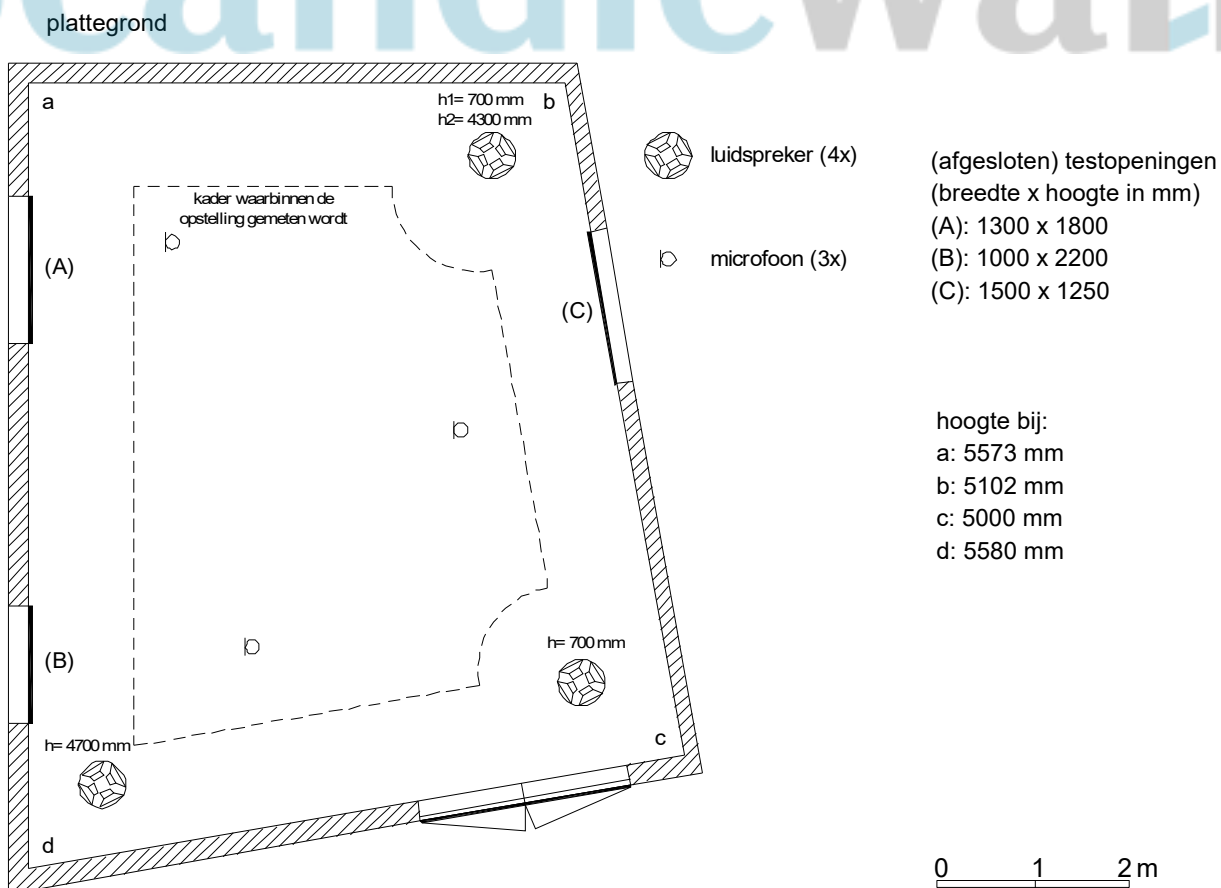 plattegrond
a
h1= 700 mm
h2= 4300 mm
b
kader waarbinnen de
opstelling gemeten wordt
(A)
(C)
(B)
h= 700 mm
h= 4700 mm
c
d
luidspreker (4x)
microfoon (3x)
(afgesloten) testopeningen
(breedte x hoogte in mm)
(A): 1300 x 1800
(B): 1000 x 2200
(C): 1500 x 1250
hoogte bij:
a: 5573 mm
b: 5102 mm
c: 5000 mm
d: 5580 mm
0 1 2 m